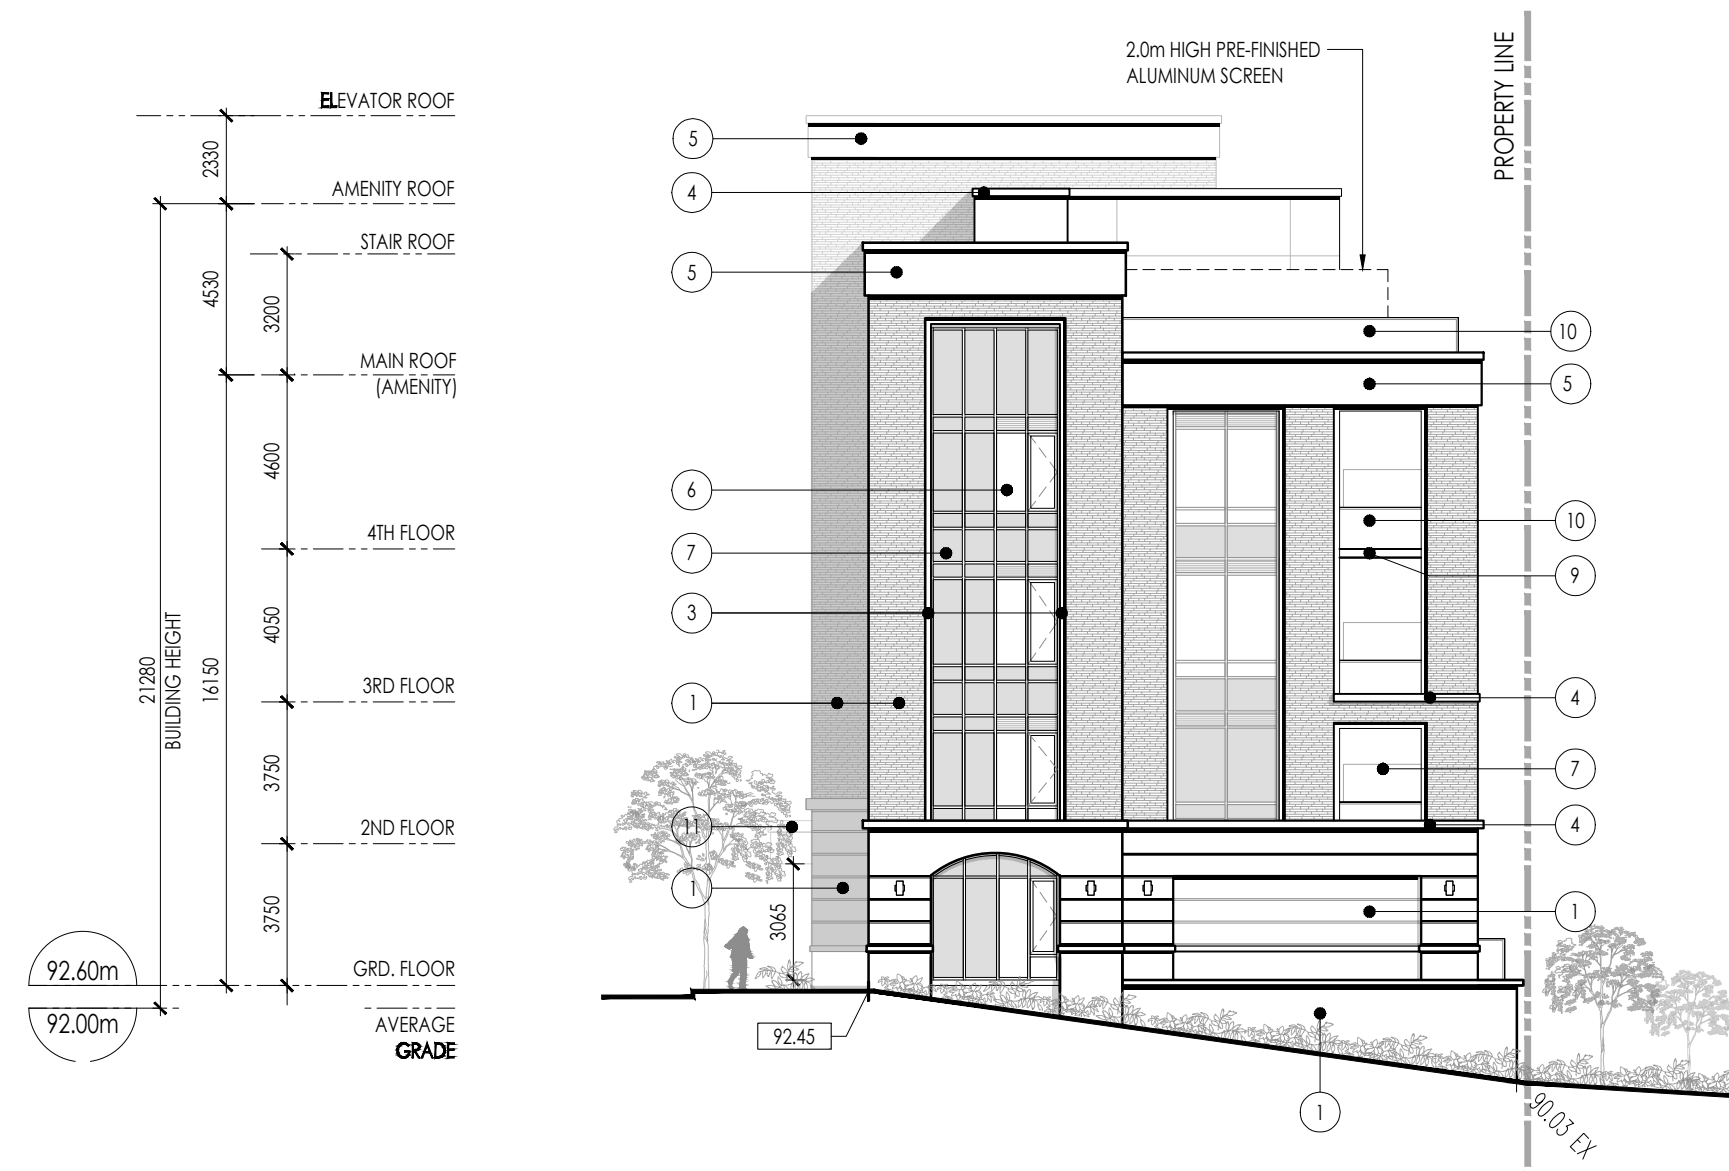 2.0m HIGH PRE-FINISHED
ALUMINUM SCREEN
PROPERTY LINE
ELEVATOR ROOF
2330
AMENITY ROOF
STAIR ROOF
4530
3200
MAIN ROOF
(AMENITY)
4600
4TH FLOOR
4050
21280
BUILDING HEIGHT
16150
3RD FLOOR
3750
2ND FLOOR
3750
GRD. FLOOR
92.60m
92.00m
AVERAGE
GRADE
5
4
5
6
7
3
1
11
1
3065
92.45
10
5
10
9
4
7
4
1
1
90.03 EX